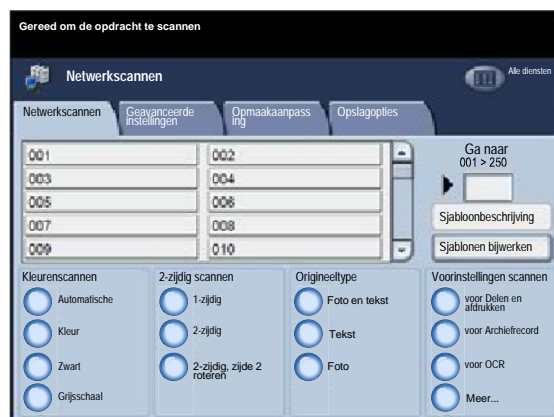 Gereed om de opdracht te scannen
Netwerkscannen
Alle diensten
Netwerkscannen
Geavanceerde
instellingen
Opmaakaanpass
ing
Opslagopties
001
002
003
004
005
006
007
008
009
010
Ga naar
001 > 250
Sjabloonbeschrijving
Sjablonen bijwerken
Kleurenscannen
Automatische
Kleur
Zwart
Grijsschaal
2-zijdig scannen
1-zijdig
2-zijdig
2-zijdig, zijde 2
roteren
Origineeltype
Foto en tekst
Tekst
Foto
Voorinstellingen scannen
voor Delen en
afdrukken
voor Archiefrecord
voor OCR
Meer...